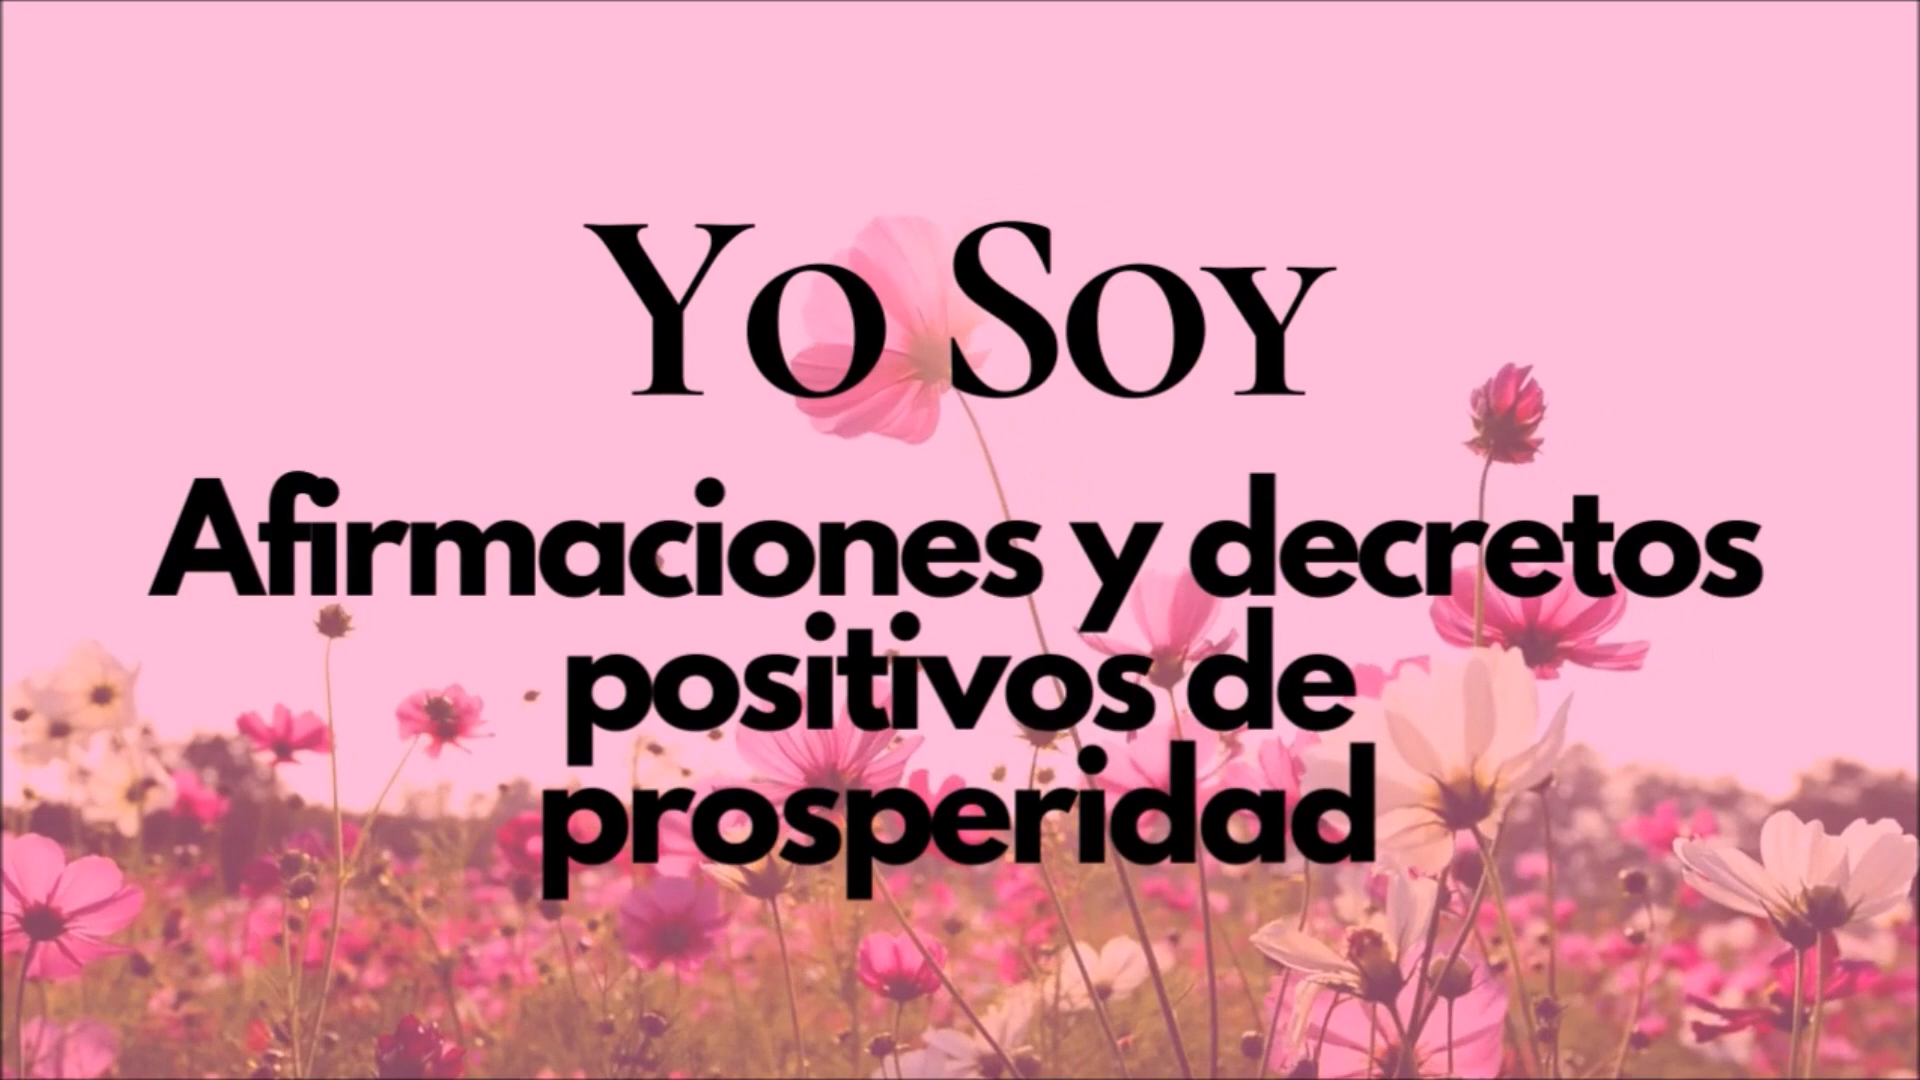 Yo Soy
Afirmaciones y decretos
positivos de
prosperidad